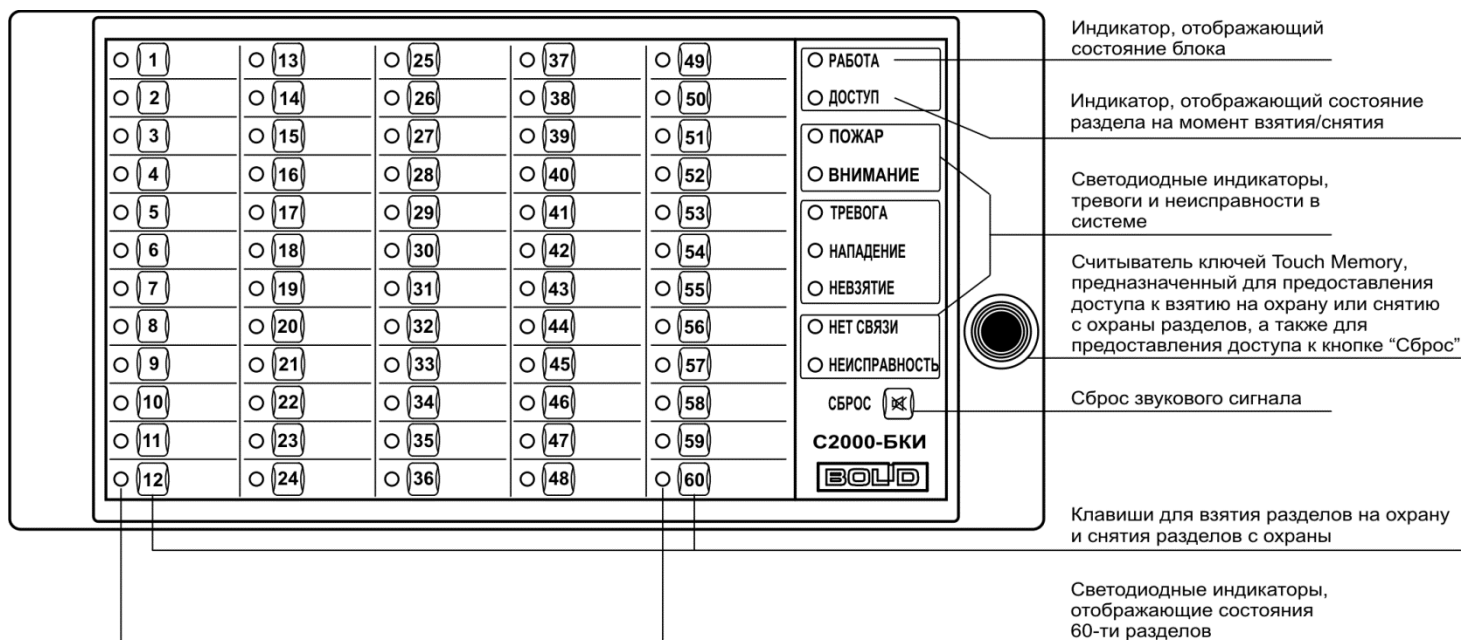 1 13 25 37 49 РАБОТА
2 14 26 38 50 ДОСТУП
3 15 27 39 51 ПОЖАР
4 16 28 40 52 ВНИМАНИЕ
5 17 29 41 53 ТРЕВОГА
6 18 30 42 54 НАПАДЕНИЕ
7 19 31 43 55 НЕВЗЯТИЕ
8 20 32 44 56 НЕТ СВЯЗИ
9 21 33 45 57 НЕИСПРАВНОСТЬ
10 22 34 46 58 СБРОС
11 23 35 47 59 С2000-БКИ
12 24 36 48 60 BOLID
Индикатор, отображающий
состояние блока
Индикатор, отображающий состояние
раздела на момент взятия/снятия
Светодиодные индикаторы,
тревоги и неисправности в
системе
Считыватель ключей Touch Memory,
предназначенный для предоставления
доступа к взятию на охрану или снятию
с охраны разделов, а также для
предоставления доступа к кнопке “Сброс”
Сброс звукового сигнала
Клавиши для взятия разделов на охрану
и снятия разделов с охраны
Светодиодные индикаторы,
отображающие состояния
60-ти разделов